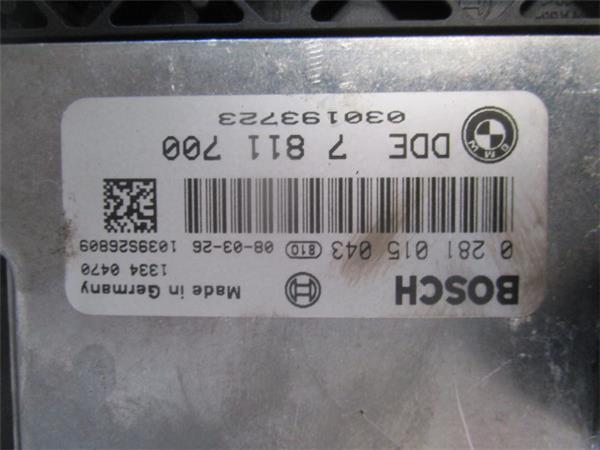 BOSCH Made in Germany
1334 0470
0 281 015 043 810 08-03-26 1039S26809
BMW DDE 7 811 700
030193723